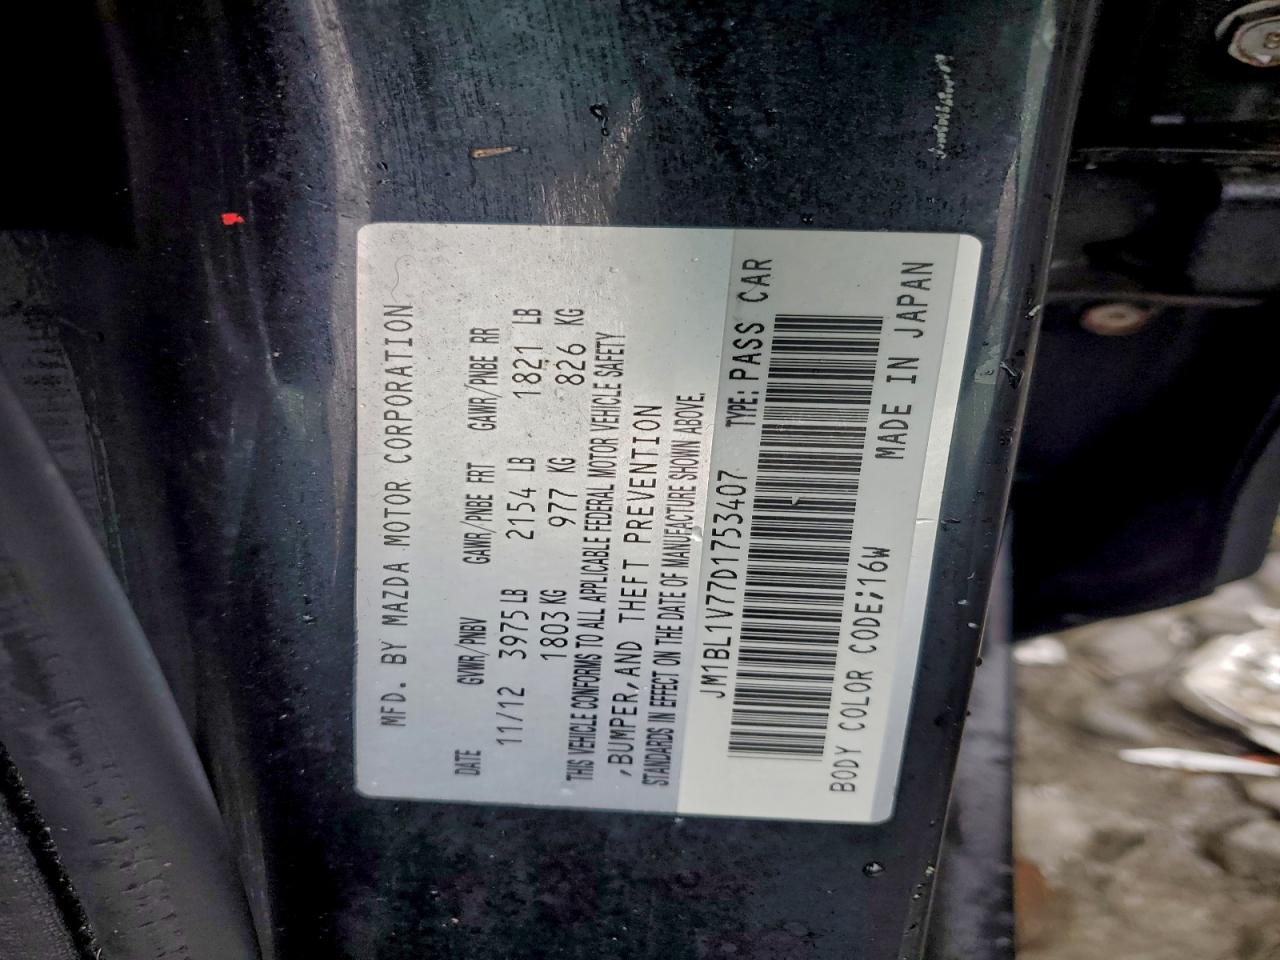 MFD. BY MAZDA MOTOR CORPORATION
DATE GVWR/PNBV GAWR/PNBE FRT GAWR/PNBE RR
11/12 3975 LB 2154 LB 1821 LB
1803 KG 977 KG 826 KG
THIS VEHICLE CONFORMS TO ALL APPLICABLE FEDERAL MOTOR VEHICLE SAFETY
,BUMPER,AND THEFT PREVENTION
STANDARDS IN EFFECT ON THE DATE OF MANUFACTURE SHOWN ABOVE.
JM1BL1V77D1753407 TYPE: PASS CAR
BODY COLOR CODE;16W MADE IN JAPAN